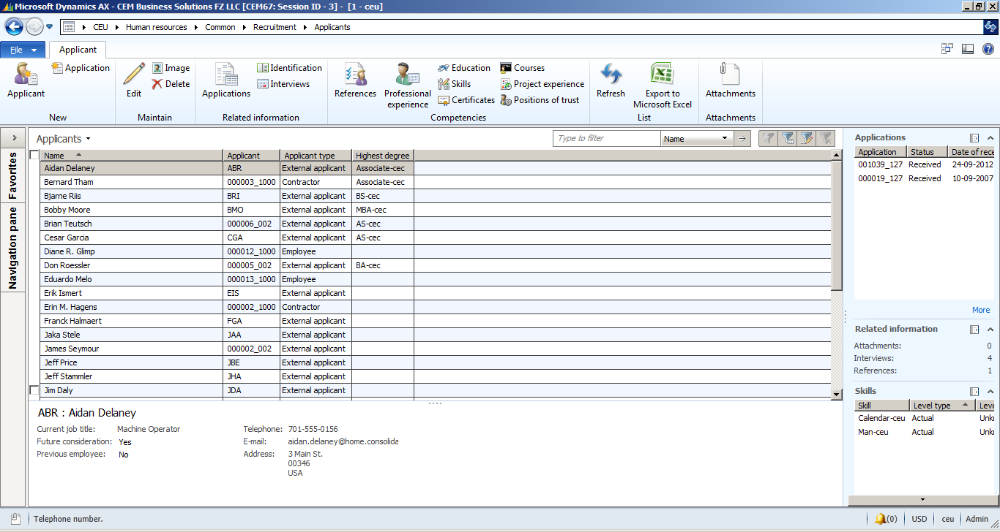 Microsoft Dynamics AX - CEM Business Solutions FZ LLC [CEM67: Session ID - 3] - [1 - ceu]
CEU Human resources Common Recruitment Applicants
File Applicant
Applicant
Application
New
Edit
Image
Delete
Maintain
Applications
Identification
Interviews
Related information
References
Professional experience
Education
Skills
Certificates
Courses
Project experience
Positions of trust
Competencies
Refresh
Export to Microsoft Excel
List
Attachments
Attachments
Favorites
Navigation pane
Applicants Type to filter Name
Name Applicant Applicant type Highest degree
Aidan Delaney ABR External applicant Associate-cec
Bernard Tham 000003_1000 Contractor Associate-cec
Bjarne Riis BRI External applicant BS-cec
Bobby Moore BMO External applicant MBA-cec
Brian Teutsch 000006_002 External applicant AS-cec
Cesar Garcia CGA External applicant AS-cec
Diane R. Glimp 000012_1000 Employee
Don Roessler 000005_002 External applicant BA-cec
Eduardo Melo 000013_1000 Employee
Erik Ismert EIS External applicant
Erin M. Hagens 000002_1000 Contractor
Franck Halmaert FGA External applicant
Jaka Stele JAA External applicant
James Seymour 000002_002 External applicant
Jeff Price JBE External applicant
Jeff Stammler JHA External applicant
Jim Daly JDA External applicant
ABR : Aidan Delaney
Current job title: Machine Operator
Future consideration: Yes
Previous employee: No
Telephone: 701-555-0156
E-mail: aidan.delaney@home.consolida
Address: 3 Main St.
00346
USA
Applications
Application Status Date of rece
001039_127 Received 24-09-2012
000019_127 Received 10-09-2007
More
Related information
Attachments: 0
Interviews: 4
References: 1
Skills
Skill Level type Leve
Calendar-ceu Actual Unk
Man-ceu Actual Unk
Telephone number. (0) USD ceu Admin